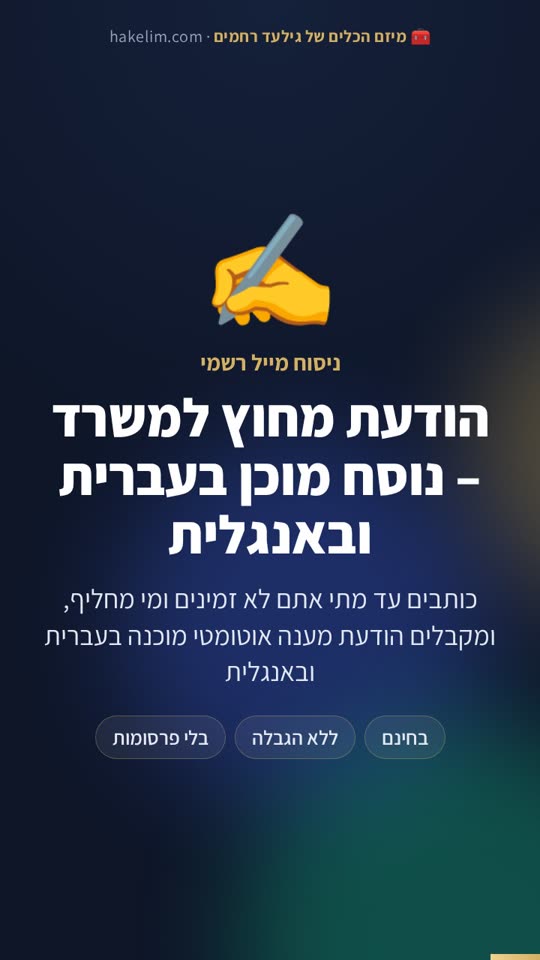 🧰 מיזם הכלים של גילעד רחמים · hakelim.com
ניסוח מייל רשמי
הודעת מחוץ למשרד
– נוסח מוכן בעברית
ובאנגלית
כותבים עד מתי אתם לא זמינים ומי מחליף,
ומקבלים הודעת מענה אוטומטי מוכנה בעברית
ובאנגלית
בחינם
ללא הגבלה
בלי פרסומות